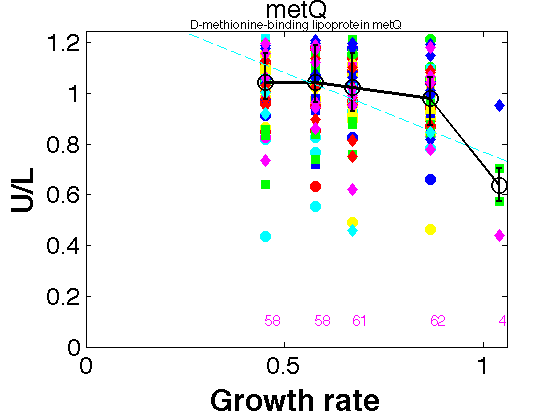 metQ
D-methionine-binding lipoprotein metQ
1.2
1
0.8
0.6
0.4
0.2
0
U/L
58 58 61 62 4
0 0.5 1
Growth rate